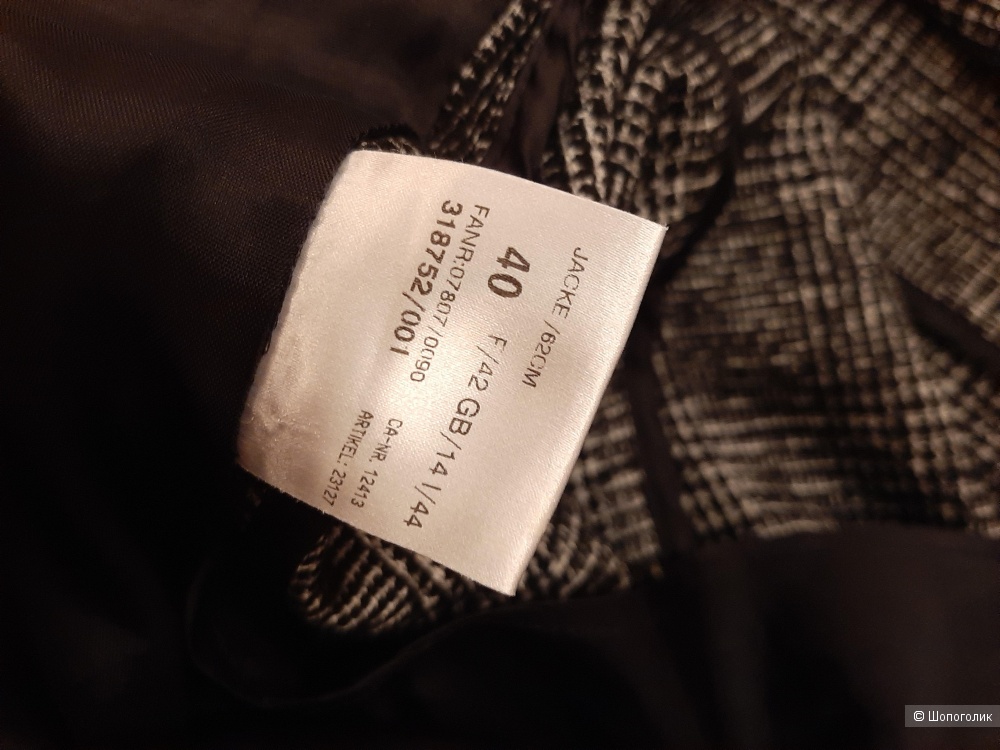 JACKE /62CM
40 F/42 GB/14 I/44
FANR:07807/0090
318752/001
CA-NR. 12413
ARTIKEL: 23127
© Шопоголик